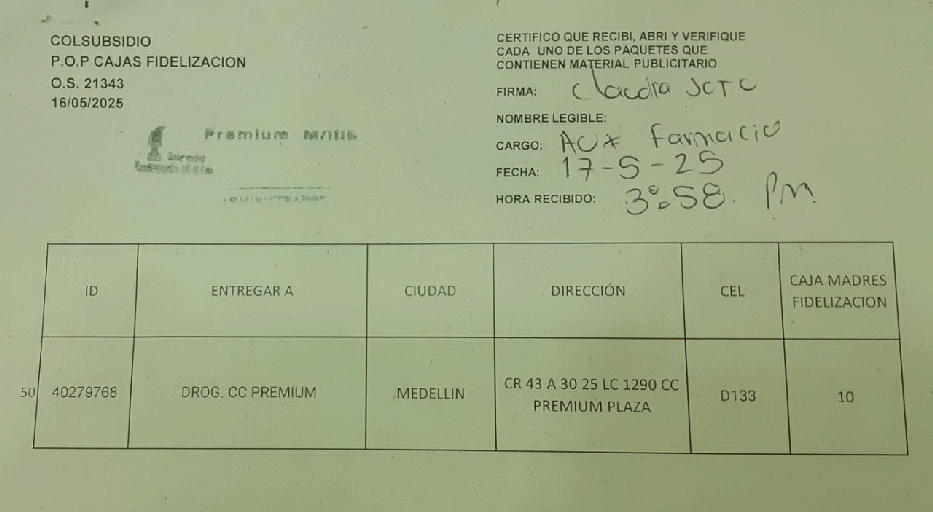 COLSUBSIDIO
P.O.P CAJAS FIDELIZACION
O.S. 21343
16/05/2025
Premium
CERTIFICO QUE RECIBI, ABRI Y VERIFIQUE
CADA UNO DE LOS PAQUETES QUE
CONTIENEN MATERIAL PUBLICITARIO
FIRMA: Claudia
NOMBRE LEGIBLE:
CARGO: AUX Farmacia
FECHA: 17-5-25
HORA RECIBIDO: 3:58 PM
ID ENTREGAR A CIUDAD DIRECCIÓN CEL CAJA MADRES
FIDELIZACION
50 40279768 DROG. CC PREMIUM MEDELLIN CR 43 A 30 25 LC 1290 CC
PREMIUM PLAZA D133 10